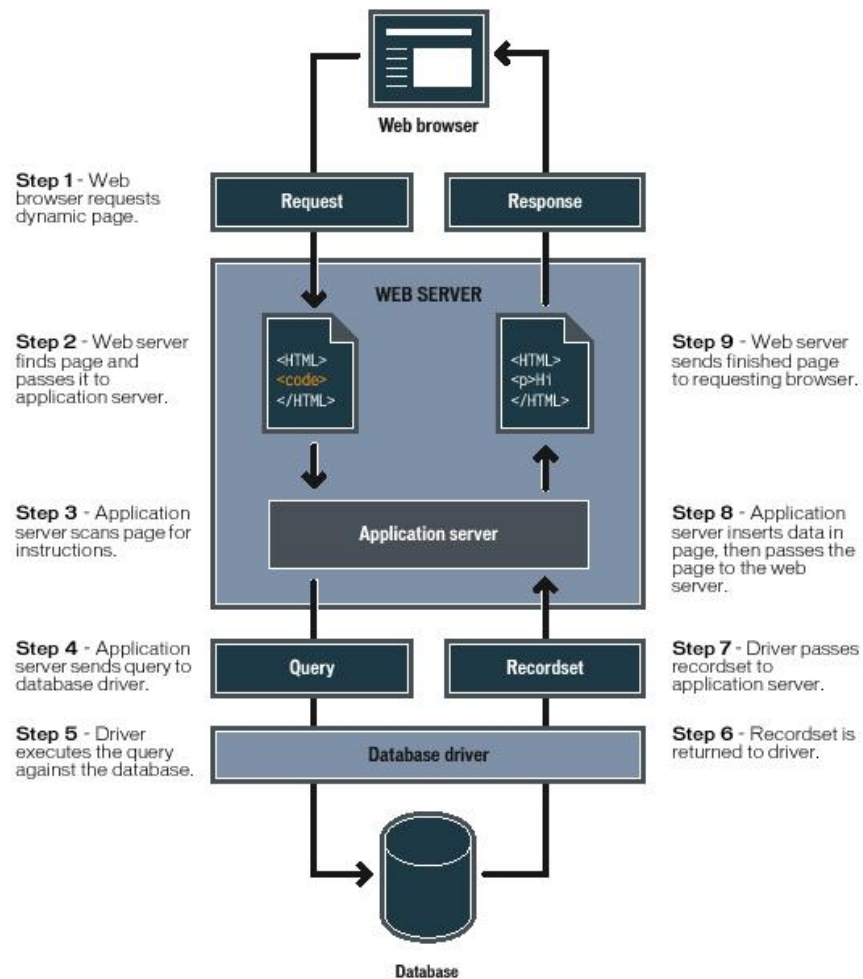 Web browser
Step 1 - Web
browser requests
dynamic page.
Request
Response
WEB SERVER
Step 2 - Web server
finds page and
passes it to
application server.
<HTML>
<code>
</HTML>
<HTML>
<p>Hi
</HTML>
Step 9 - Web server
sends finished page
to requesting browser.
Step 3 - Application
server scans page for
instructions.
Application server
Step 8 - Application
server inserts data in
page, then passes the
page to the web
server.
Step 4 - Application
server sends query to
database driver.
Query
Recordset
Step 7 - Driver passes
recordset to
application server.
Step 5 - Driver
executes the query
against the database.
Database driver
Step 6 - Recordset is
returned to driver.
Database